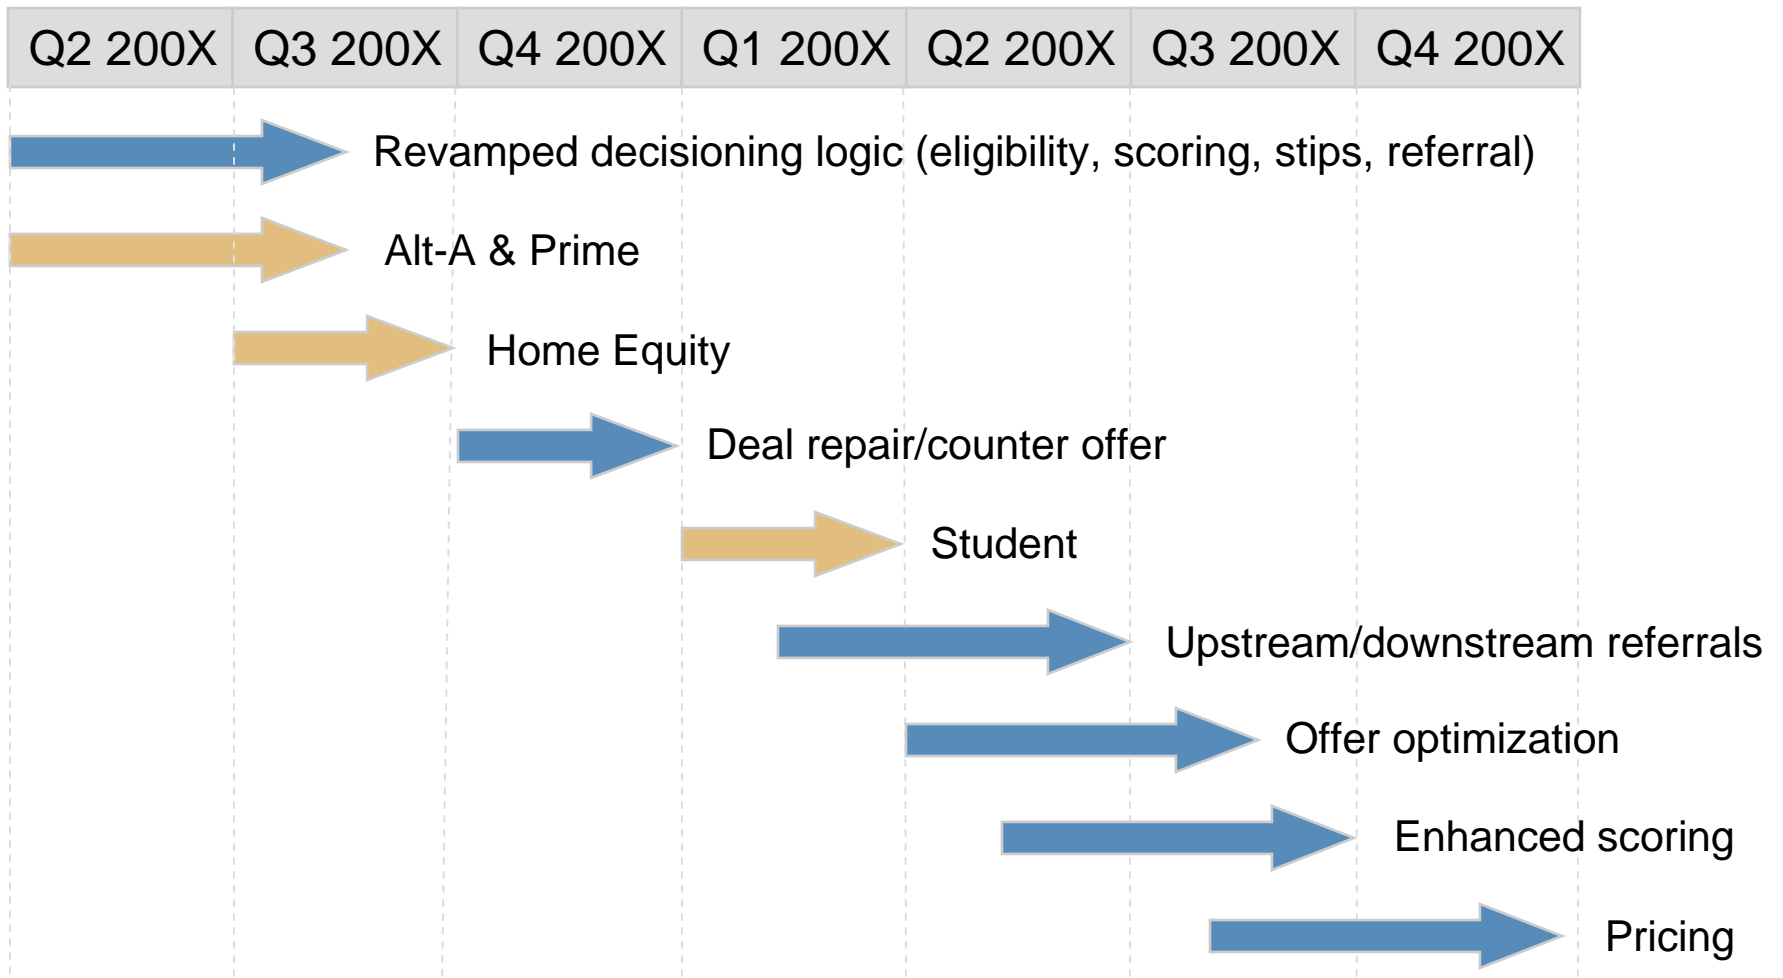 Q2 200X Q3 200X Q4 200X Q1 200X Q2 200X Q3 200X Q4 200X
Revamped decisioning logic (eligibility, scoring, stips, referral)
Alt-A & Prime
Home Equity
Deal repair/counter offer
Student
Upstream/downstream referrals
Offer optimization
Enhanced scoring
Pricing